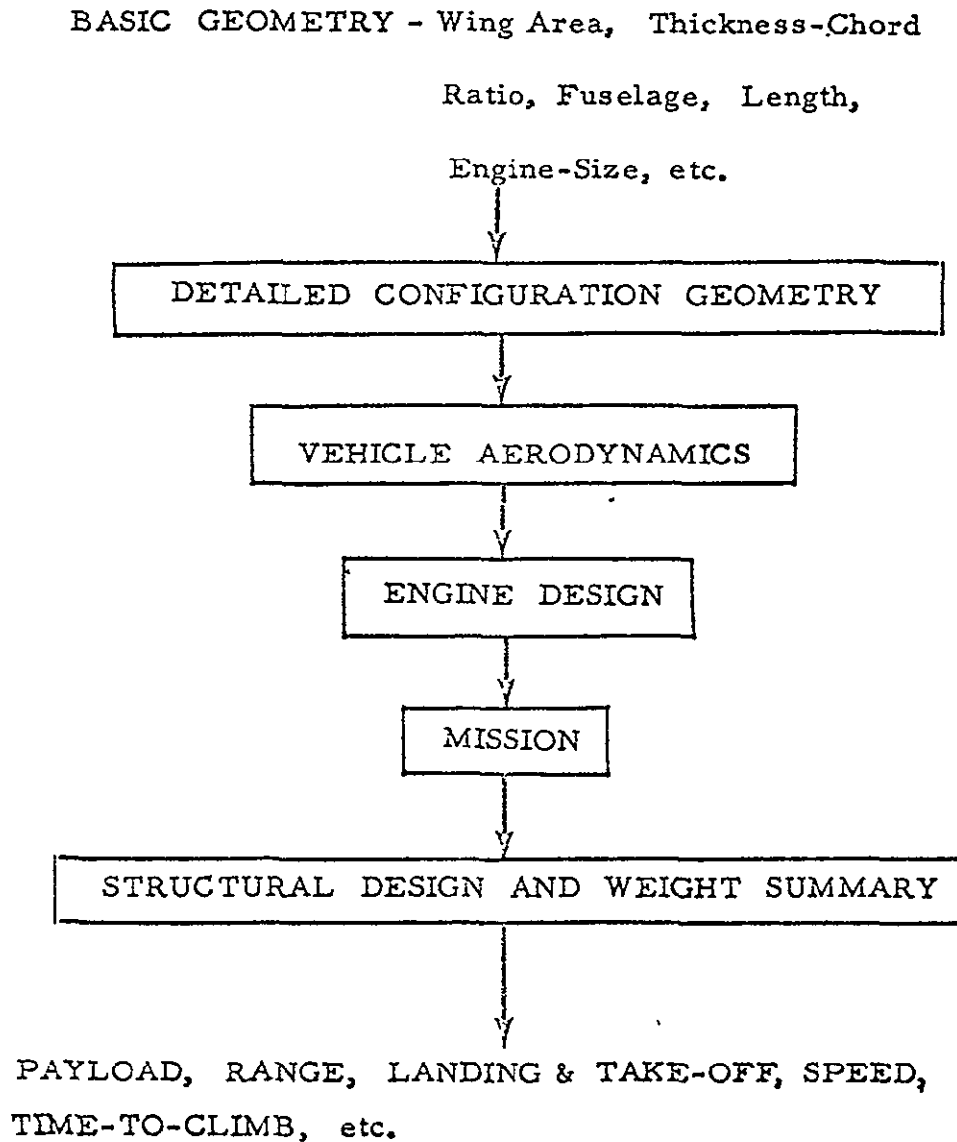 BASIC GEOMETRY - Wing Area, Thickness-Chord
Ratio, Fuselage, Length,
Engine-Size, etc.
DETAILED CONFIGURATION GEOMETRY
VEHICLE AERODYNAMICS
ENGINE DESIGN
MISSION
STRUCTURAL DESIGN AND WEIGHT SUMMARY
PAYLOAD, RANGE, LANDING & TAKE-OFF, SPEED,
TIME-TO-CLIMB, etc.